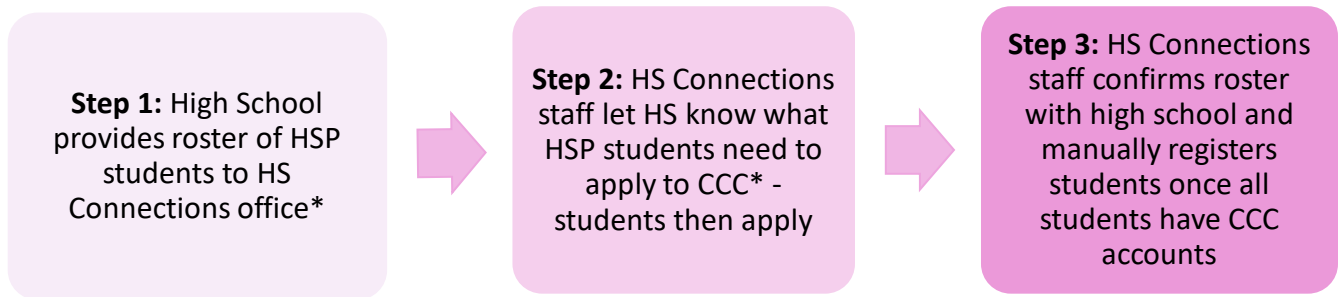 Step 1: High School
provides roster of HSP
students to HS
Connections office*
Step 2: HS Connections
staff let HS know what
HSP students need to
apply to CCC* -
students then apply
Step 3: HS Connections
staff confirms roster
with high school and
manually registers
students once all
students have CCC
accounts